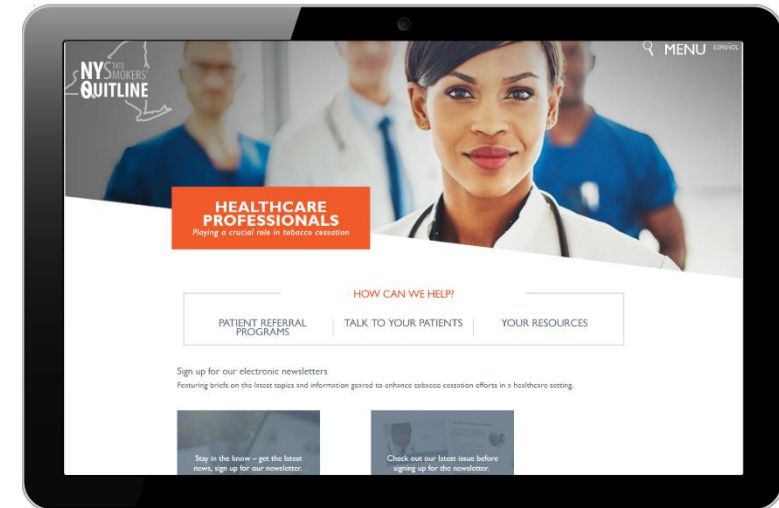 NYSTATE
SMOKERS'
QUITLINE
MENU ESPAÑOL
HEALTHCARE
PROFESSIONALS
Playing a crucial role in tobacco cessation
HOW CAN WE HELP?
PATIENT REFERRAL
PROGRAMS
TALK TO YOUR PATIENTS
YOUR RESOURCES
Sign up for our electronic newsletters
Featuring briefs on the latest topics and information geared to enhance tobacco cessation efforts in a healthcare setting.
Stay in the know – get the latest
news, sign up for our newsletter.
Check out our latest issue before
signing up for the newsletter.